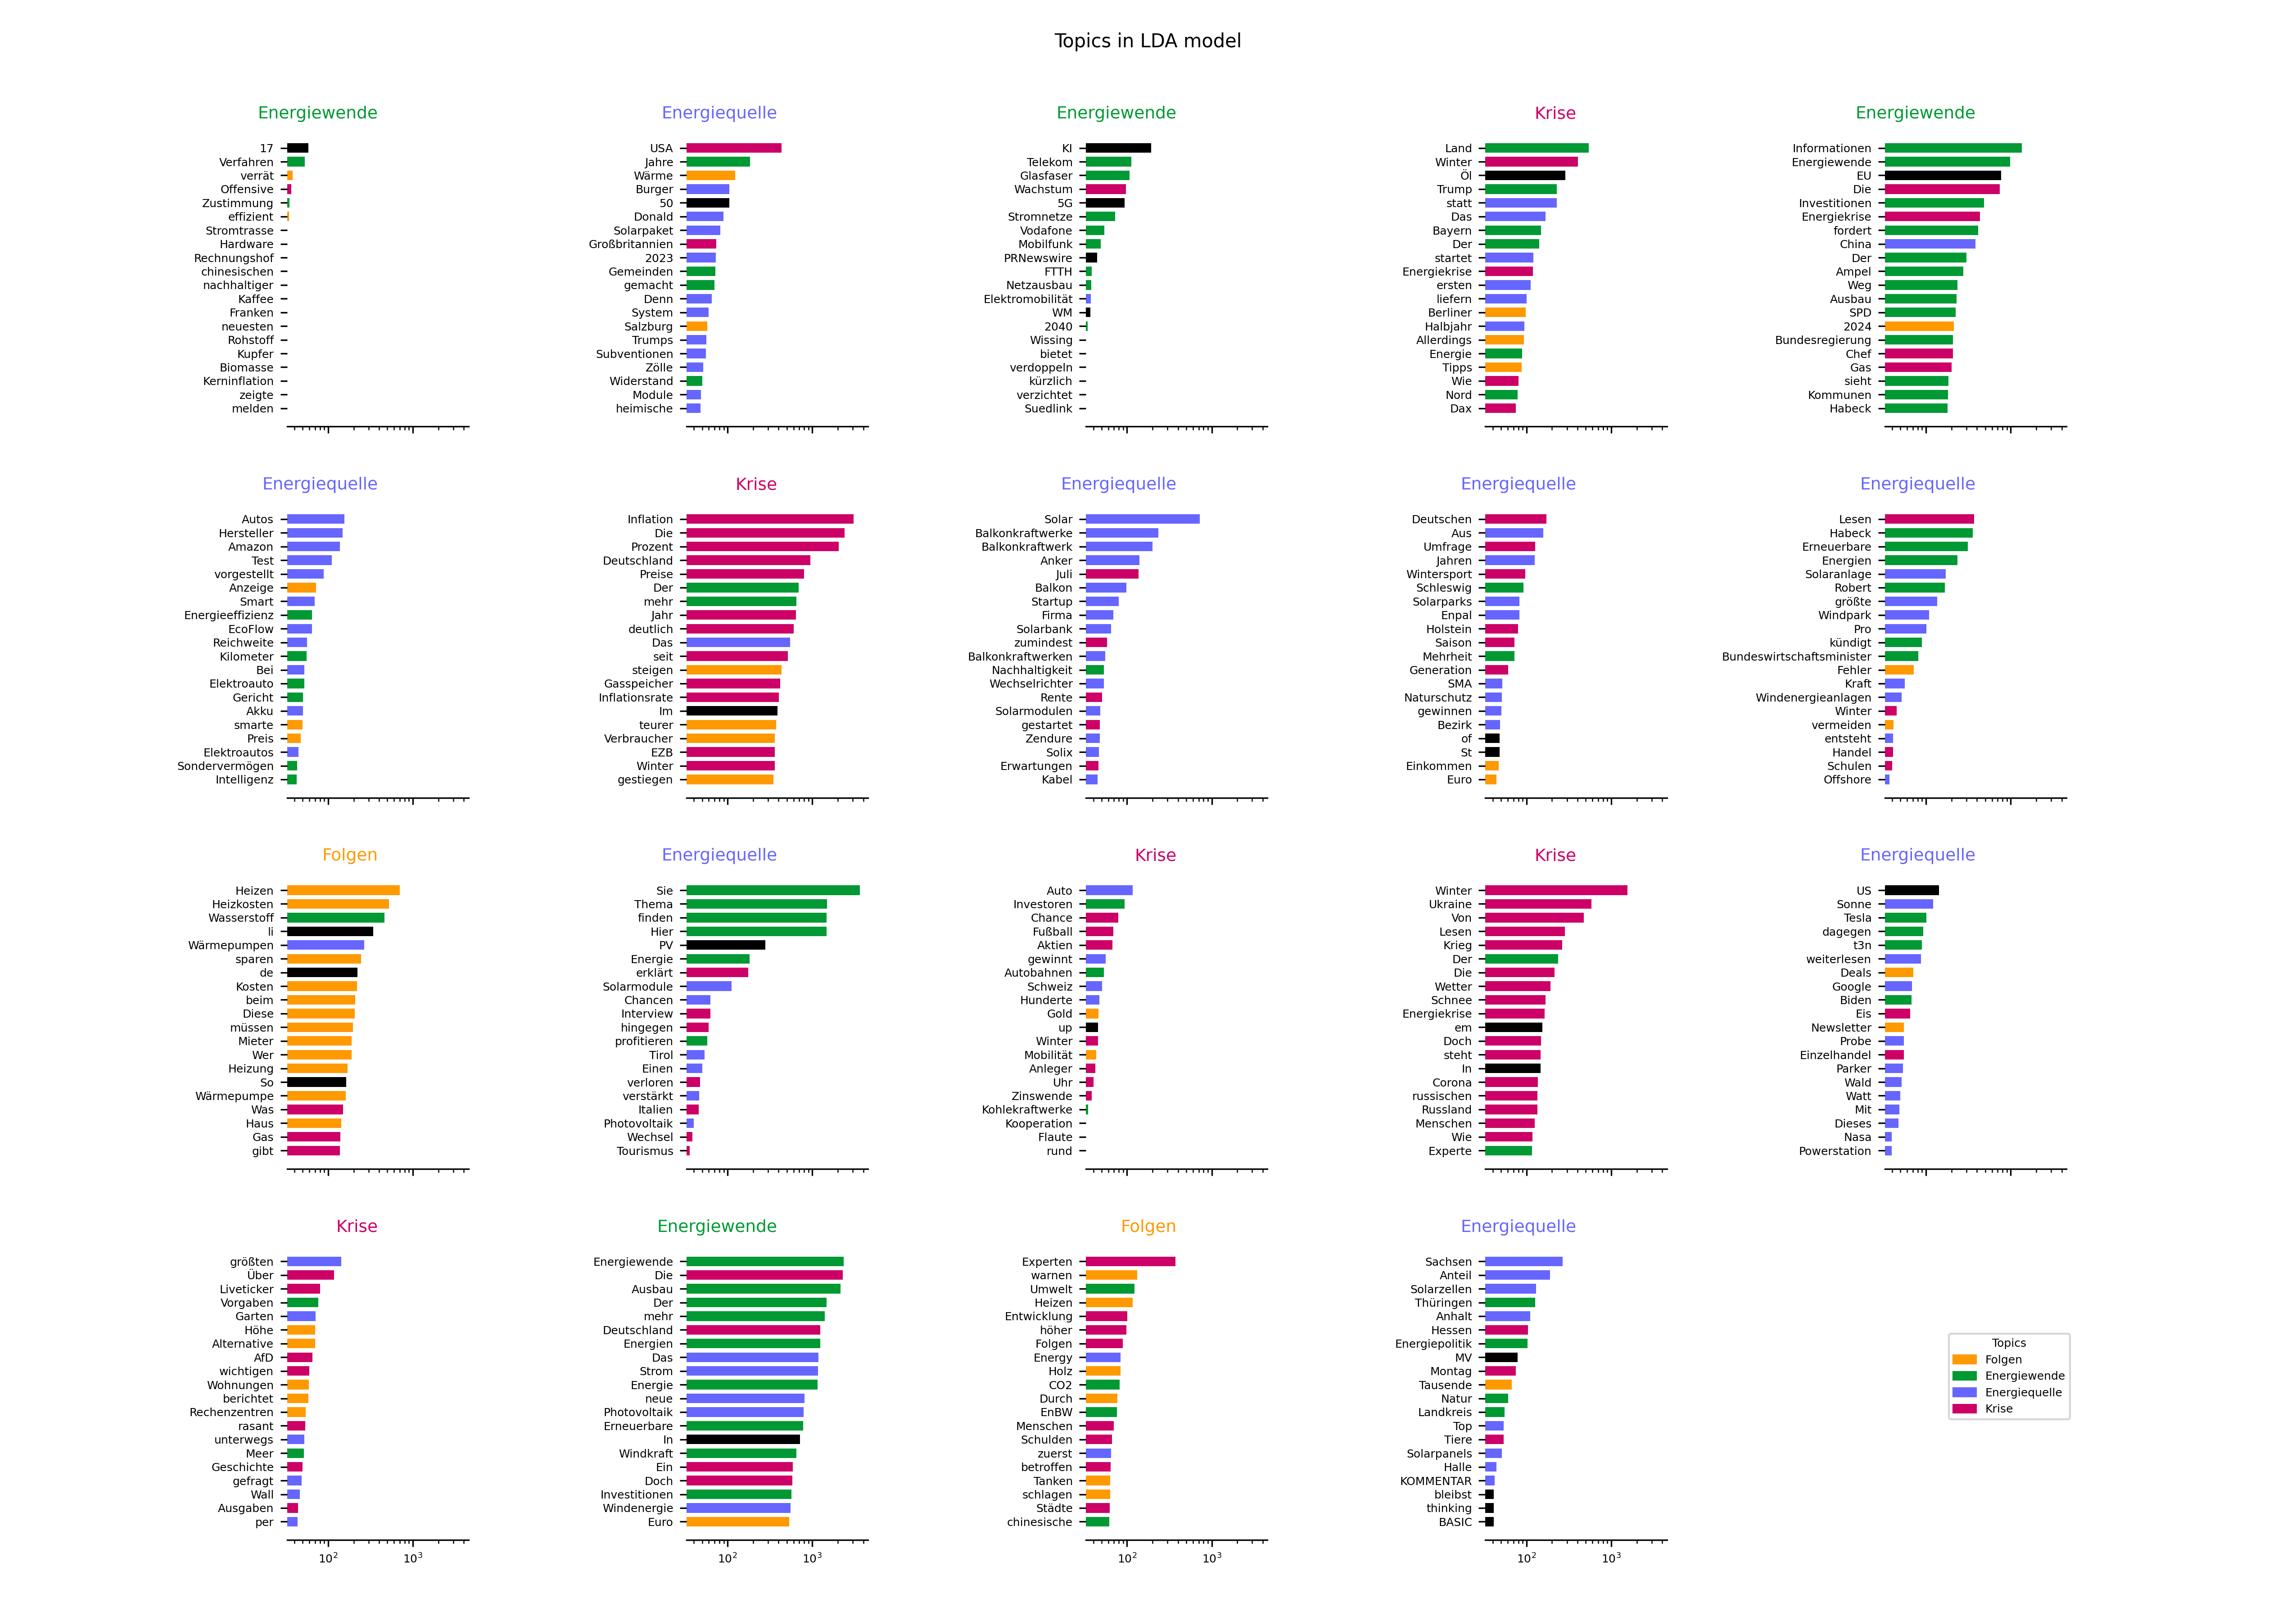 Topics in LDA model
Energiewende
17
Verfahren
verrät
Offensive
Zustimmung
effizient
Stromtrasse
Hardware
Rechnungshof
chinesischen
nachhaltiger
Kaffee
Franken
neuesten
Rohstoff
Kupfer
Biomasse
Kerninflation
zeigte
melden
Energiequelle
USA
Jahre
Wärme
Burger
50
Donald
Solarpaket
Großbritannien
2023
Gemeinden
gemacht
Denn
System
Salzburg
Trumps
Subventionen
Zölle
Widerstand
Module
heimische
Energiewende
KI
Telekom
Glasfaser
Wachstum
5G
Stromnetze
Vodafone
Mobilfunk
PRNewswire
FTTH
Netzausbau
Elektromobilität
WM
2040
Wissing
bietet
verdoppeln
kürzlich
verzichtet
Suedlink
Krise
Land
Winter
Öl
Trump
statt
Das
Bayern
Der
startet
Energiekrise
ersten
liefern
Berliner
Halbjahr
Allerdings
Energie
Tipps
Wie
Nord
Dax
Energiewende
Informationen
Energiewende
EU
Die
Investitionen
Energiekrise
fordert
China
Der
Ampel
Weg
Ausbau
SPD
2024
Bundesregierung
Chef
Gas
sieht
Kommunen
Habeck
Energiequelle
Autos
Hersteller
Amazon
Test
vorgestellt
Anzeige
Smart
Energieeffizienz
EcoFlow
Reichweite
Kilometer
Bei
Elektroauto
Gericht
Akku
smarte
Preis
Elektroautos
Sondervermögen
Intelligenz
Krise
Inflation
Die
Prozent
Deutschland
Preise
Der
mehr
Jahr
deutlich
Das
seit
steigen
Gasspeicher
Inflationsrate
Im
teurer
Verbraucher
EZB
Winter
gestiegen
Energiequelle
Solar
Balkonkraftwerke
Balkonkraftwerk
Anker
Juli
Balkon
Startup
Firma
Solarbank
zumindest
Balkonkraftwerken
Nachhaltigkeit
Wechselrichter
Rente
Solarmodulen
gestartet
Zendure
Solix
Erwartungen
Kabel
Energiequelle
Deutschen
Aus
Umfrage
Jahren
Wintersport
Schleswig
Solarparks
Enpal
Holstein
Saison
Mehrheit
Generation
SMA
Naturschutz
gewinnen
Bezirk
of
St
Einkommen
Euro
Energiequelle
Lesen
Habeck
Erneuerbare
Energien
Solaranlage
Robert
größte
Windpark
Pro
kündigt
Bundeswirtschaftsminister
Fehler
Kraft
Windenergieanlagen
Winter
vermeiden
entsteht
Handel
Schulen
Offshore
Folgen
Heizen
Heizkosten
Wasserstoff
li
Wärmepumpen
sparen
de
Kosten
beim
Diese
müssen
Mieter
Wer
Heizung
So
Wärmepumpe
Was
Haus
Gas
gibt
Energiequelle
Sie
Thema
finden
Hier
PV
Energie
erklärt
Solarmodule
Chancen
Interview
hingegen
profitieren
Tirol
Einen
verloren
verstärkt
Italien
Photovoltaik
Wechsel
Tourismus
Krise
Auto
Investoren
Chance
Fußball
Aktien
gewinnt
Autobahnen
Schweiz
Hunderte
Gold
up
Winter
Mobilität
Anleger
Uhr
Zinswende
Kohlekraftwerke
Kooperation
Flaute
rund
Krise
Winter
Ukraine
Von
Lesen
Krieg
Der
Die
Wetter
Schnee
Energiekrise
em
Doch
steht
In
Corona
russischen
Russland
Menschen
Wie
Experte
Energiequelle
US
Sonne
Tesla
dagegen
t3n
weiterlesen
Deals
Google
Biden
Eis
Newsletter
Probe
Einzelhandel
Parker
Wald
Watt
Mit
Dieses
Nasa
Powerstation
Krise
größten
Über
Liveticker
Vorgaben
Garten
Höhe
Alternative
AfD
wichtigen
Wohnungen
berichtet
Rechenzentren
rasant
unterwegs
Meer
Geschichte
gefragt
Wall
Ausgaben
per
10² 10³
Energiewende
Energiewende
Die
Ausbau
Der
mehr
Deutschland
Energien
Das
Strom
Energie
neue
Photovoltaik
Erneuerbare
In
Windkraft
Ein
Doch
Investitionen
Windenergie
Euro
10² 10³
Folgen
Experten
warnen
Umwelt
Heizen
Entwicklung
höher
Folgen
Energy
Holz
CO2
Durch
EnBW
Menschen
Schulden
zuerst
betroffen
Tanken
schlagen
Städte
chinesische
10² 10³
Energiequelle
Sachsen
Anteil
Solarzellen
Thüringen
Anhalt
Hessen
Energiepolitik
MV
Montag
Tausende
Natur
Landkreis
Top
Tiere
Solarpanels
Halle
KOMMENTAR
bleibst
thinking
BASIC
10² 10³
Topics
Folgen
Energiewende
Energiequelle
Krise